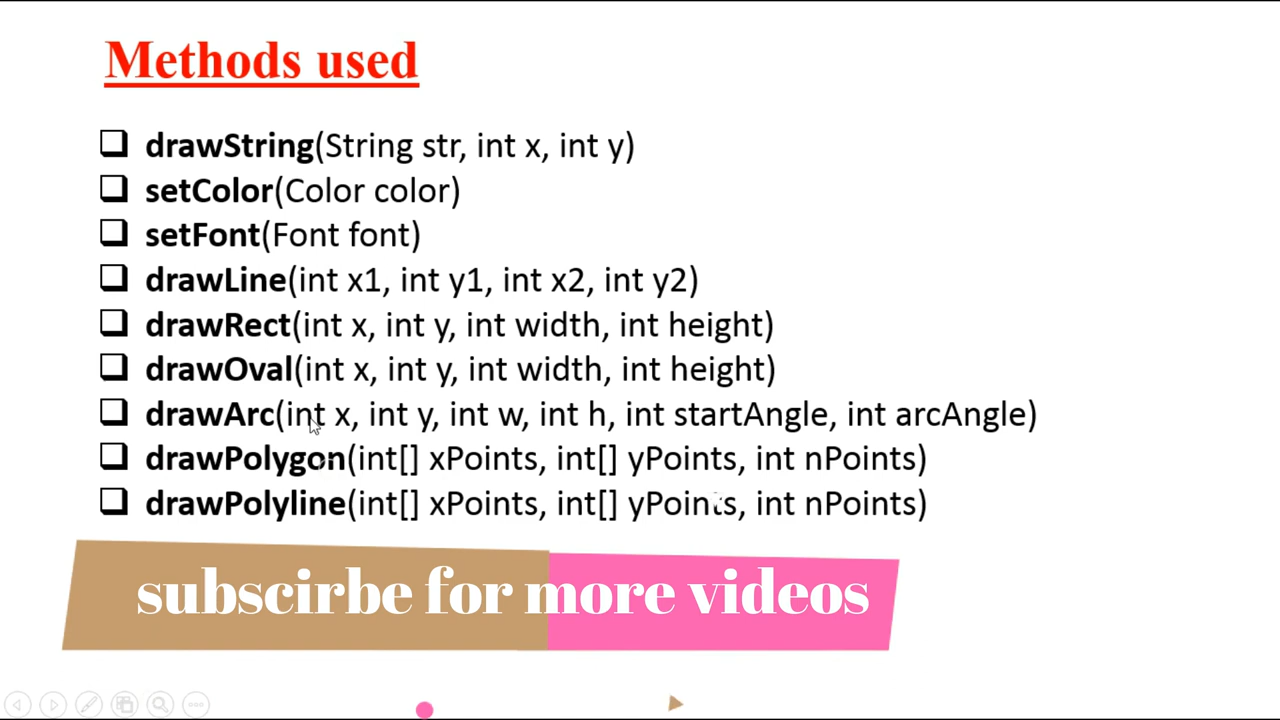 Methods used
drawString(String str, int x, int y)
setColor(Color color)
setFont(Font font)
drawLine(int x1, int y1, int x2, int y2)
drawRect(int x, int y, int width, int height)
drawOval(int x, int y, int width, int height)
drawArc(int x, int y, int w, int h, int startAngle, int arcAngle)
drawPolygon(int[] xPoints, int[] yPoints, int nPoints)
drawPolyline(int[] xPoints, int[] yPoints, int nPoints)
subscirbe for more videos